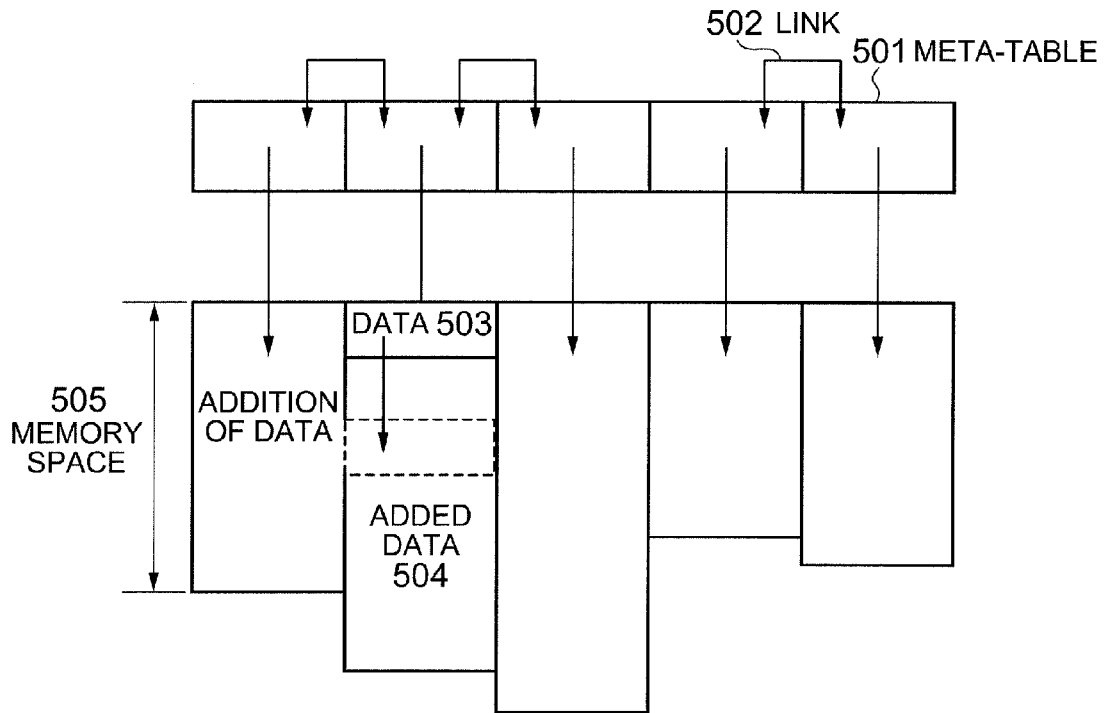 502 LINK
501 META-TABLE
DATA 503
505
MEMORY
SPACE
ADDITION
OF DATA
ADDED
DATA
504